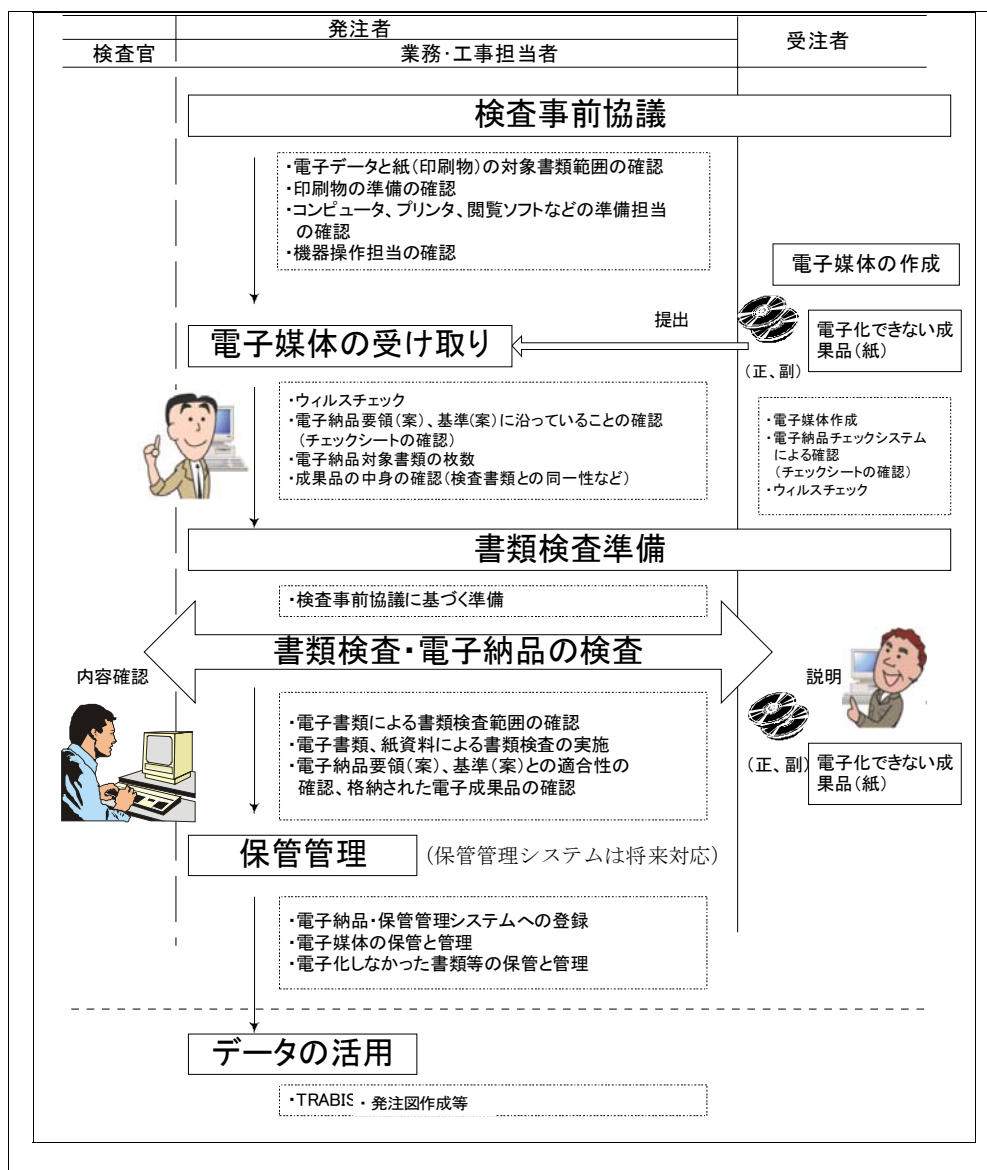 発注者
受注者
検査官
業務・工事担当者
検査事前協議
・電子データと紙(印刷物)の対象書類範囲の確認
・印刷物の準備の確認
・コンピュータ、プリンタ、閲覧ソフトなどの準備担当
の確認
・機器操作担当の確認
電子媒体の作成
提出
電子媒体の受け取り
電子化できない成
果品(紙)
(正、副)
・ウィルスチェック
・電子納品要領(案)、基準(案)に沿っていることの確認
(チェックシートの確認)
・電子納品対象書類の枚数
・成果品の中身の確認(検査書類との同一性など)
・電子媒体作成
・電子納品チェックシステム
による確認
(チェックシートの確認)
・ウィルスチェック
書類検査準備
・検査事前協議に基づく準備
書類検査・電子納品の検査
内容確認
説明
・電子書類による書類検査範囲の確認
・電子書類、紙資料による書類検査の実施
・電子納品要領(案)、基準(案)との適合性の
確認、格納された電子成果品の確認
(正、副)
電子化できない成
果品(紙)
保管管理
(保管管理システムは将来対応)
・電子納品・保管管理システムへの登録
・電子媒体の保管と管理
・電子化しなかった書類等の保管と管理
データの活用
・TRABIS・発注図作成等